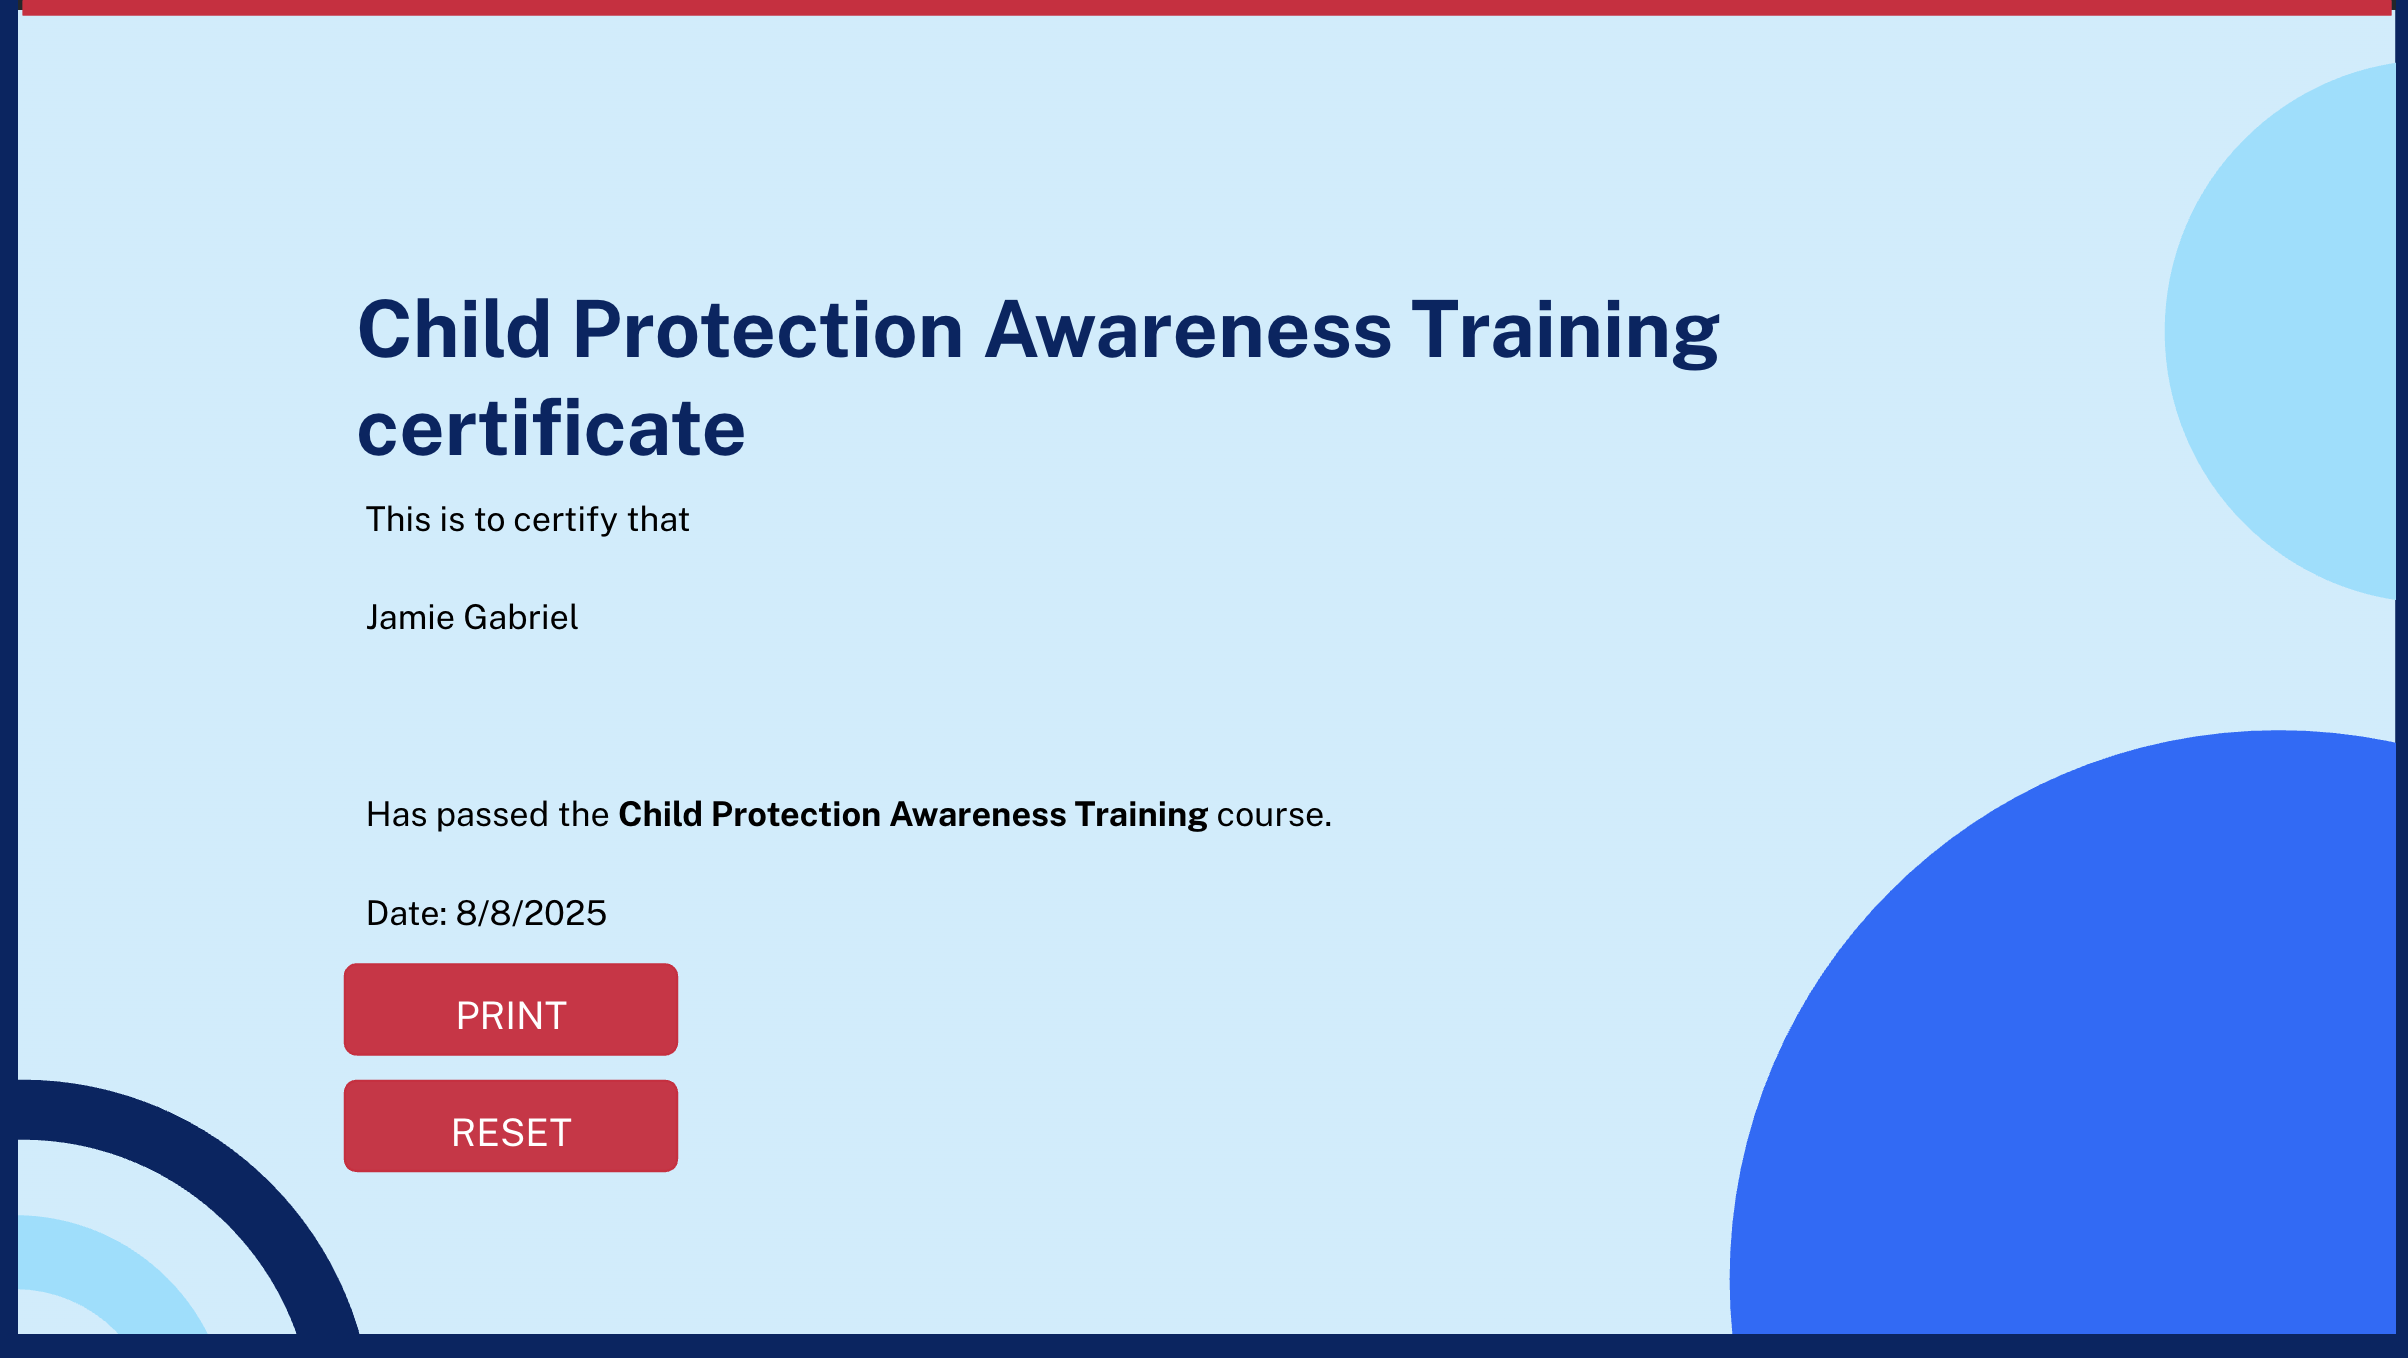 Child Protection Awareness Training
certificate
This is to certify that
Jamie Gabriel
Has passed the Child Protection Awareness Training course.
Date: 8/8/2025
PRINT
RESET